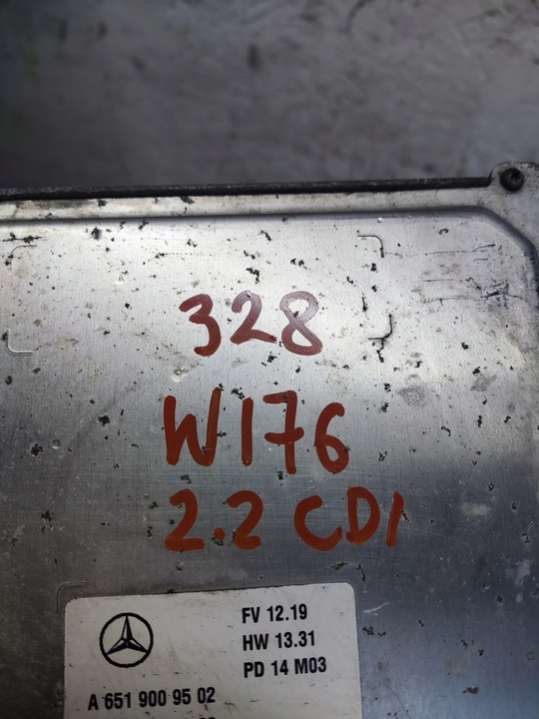 328
W176
2.2 CDI
FV 12.19
HW 13.31
PD 14 M03
A 651 900 95 02